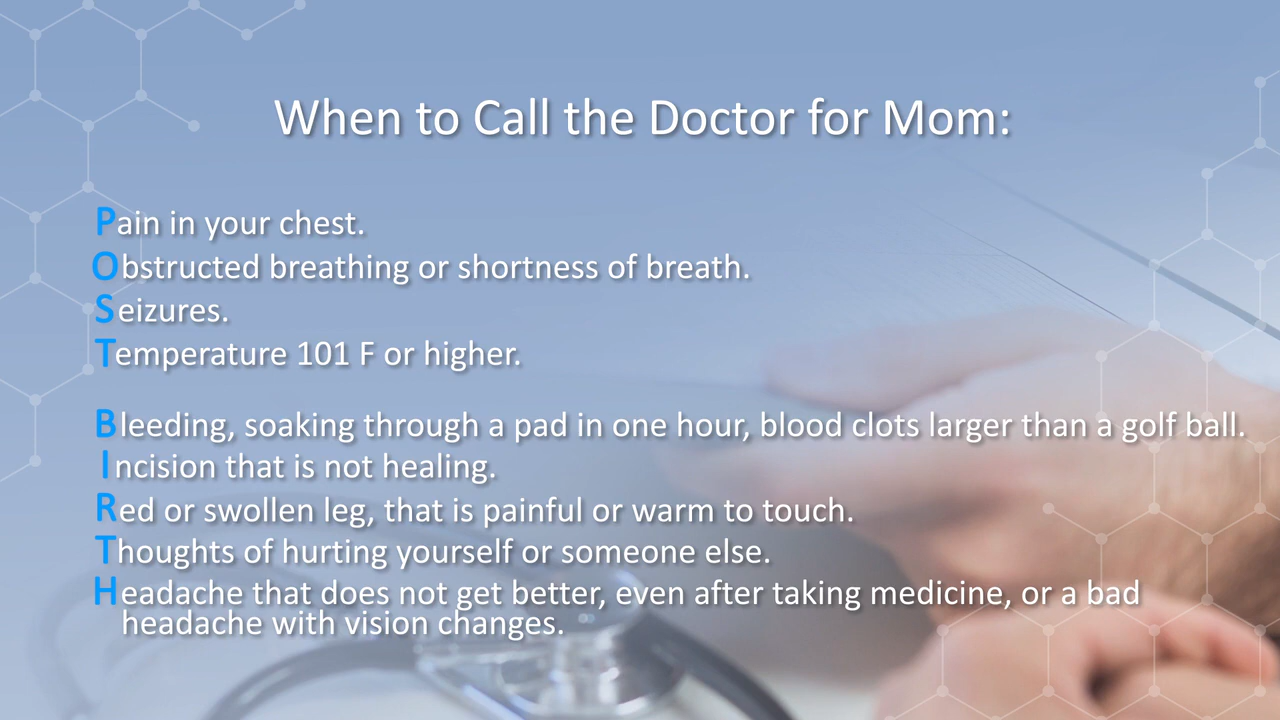 When to Call the Doctor for Mom:
Pain in your chest.
Obstructed breathing or shortness of breath.
Seizures.
Temperature 101 F or higher.
Bleeding, soaking through a pad in one hour, blood clots larger than a golf ball.
Incision that is not healing.
Red or swollen leg, that is painful or warm to touch.
Thoughts of hurting yourself or someone else.
Headache that does not get better, even after taking medicine, or a bad
headache with vision changes.